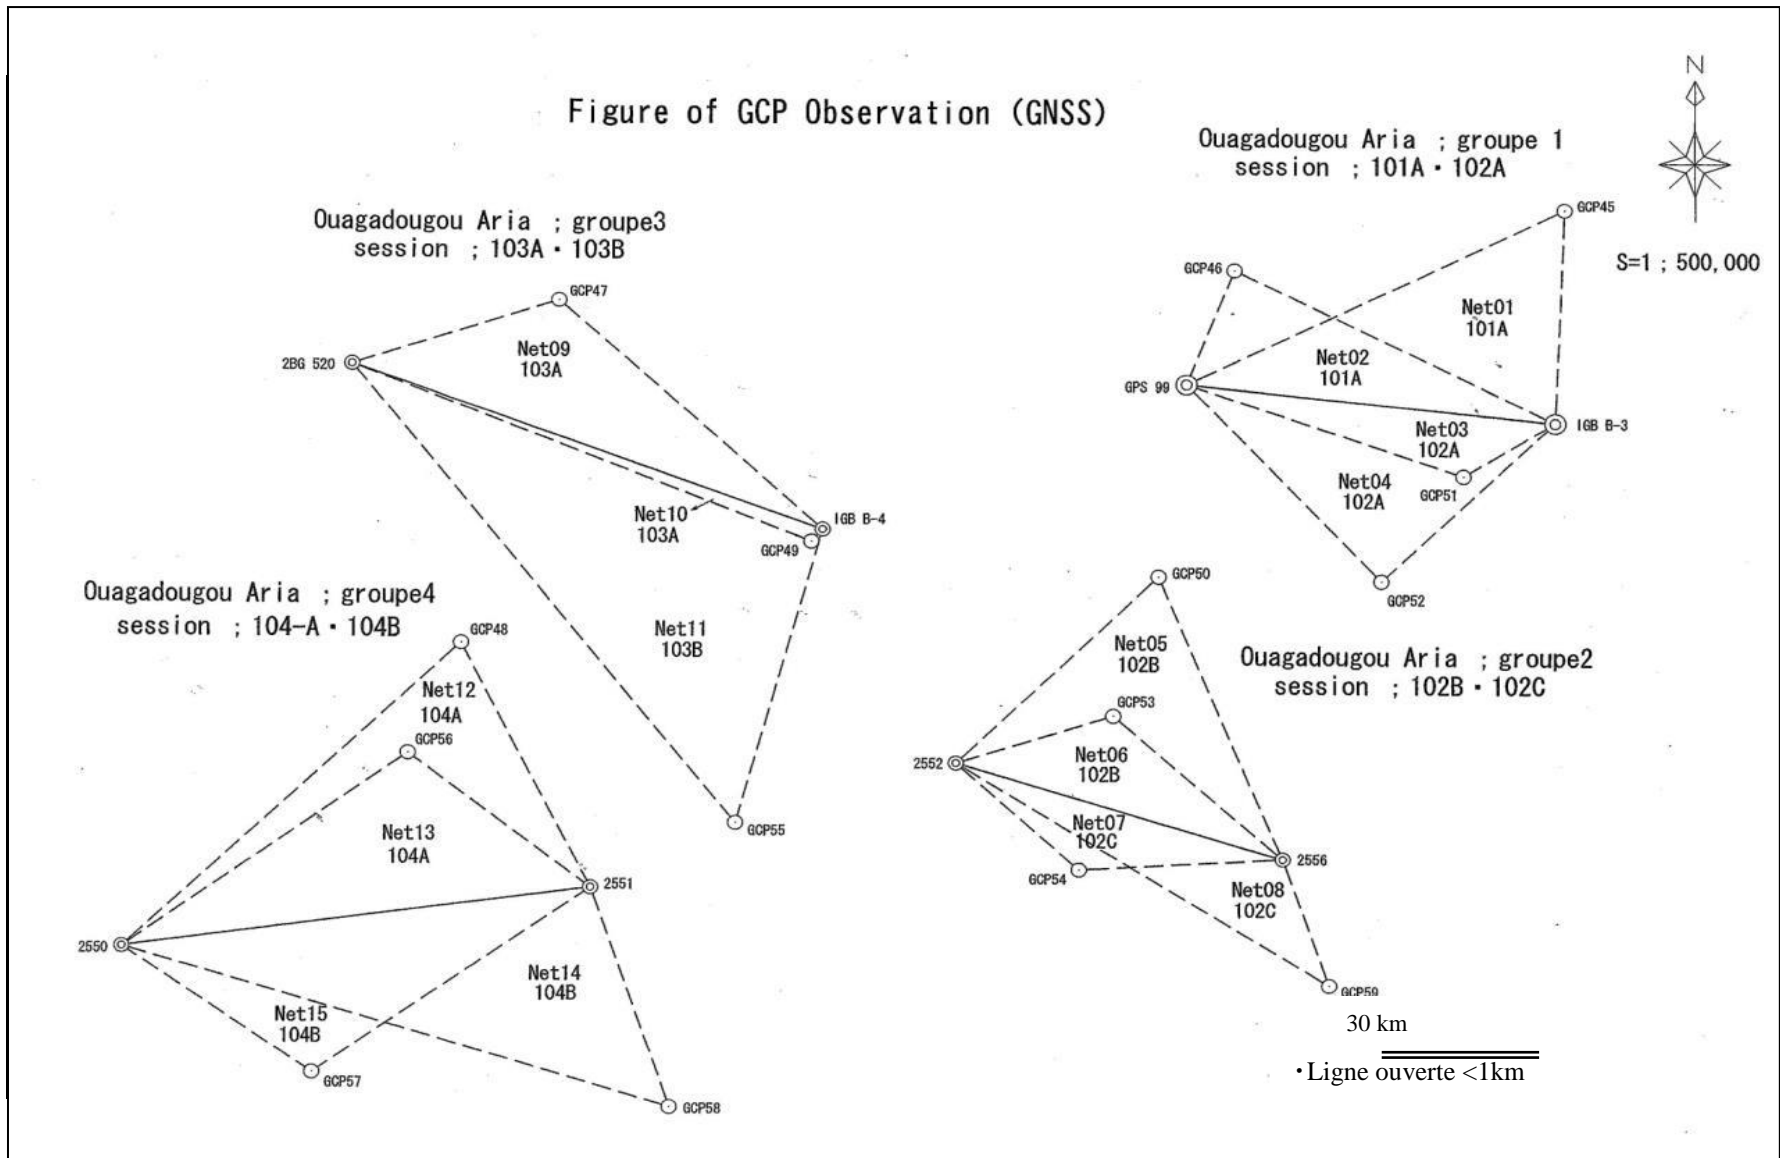 Figure of GCP Observation (GNSS)
N
S=1 ; 500,000
Ouagadougou Aria ; groupe 1
session ; 101A・102A
GCP45
GCP46
Net01
101A
Net02
101A
GPS 99
IGB B-3
Net03
102A
GCP51
Net04
102A
GCP52
Ouagadougou Aria ; groupe3
session ; 103A・103B
GCP47
2BG 520
Net09
103A
Net10
103A
IGB B-4
GCP49
Net11
103B
GCP55
Ouagadougou Aria ; groupe4
session ; 104-A・104B
GCP48
Net12
104A
GCP56
Net13
104A
2551
2550
Net14
104B
Net15
104B
GCP57
GCP58
Ouagadougou Aria ; groupe2
session ; 102B・102C
GCP50
Net05
102B
GCP53
2552
Net06
102B
Net07
102C
GCP54
2556
Net08
102C
GCP59
30 km
・Ligne ouverte <1km